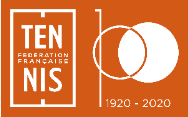 TEN
FÉDÉRATION
FRANÇAISE
NIS
1920 - 2020